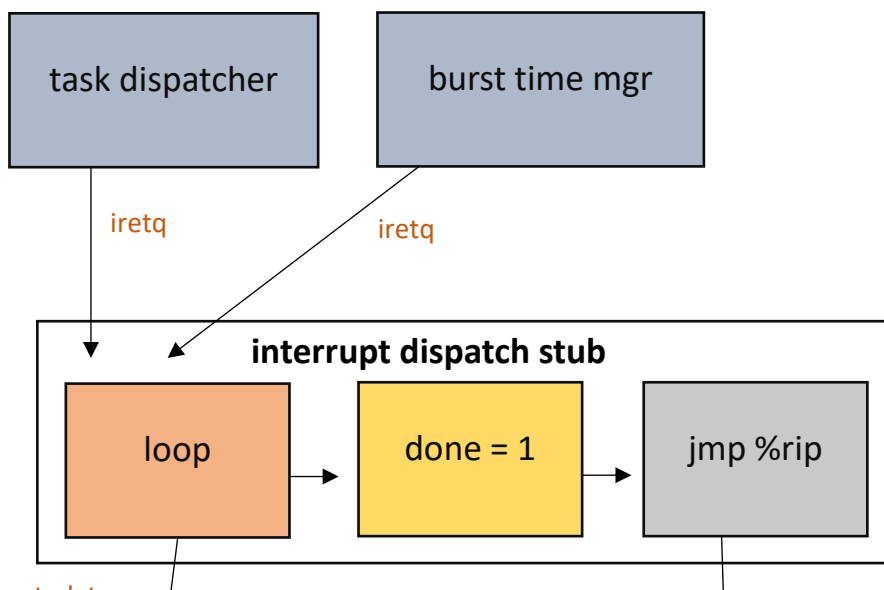 task dispatcher
burst time mgr
iretq
iretq
interrupt dispatch stub
loop
done = 1
jmp %rip